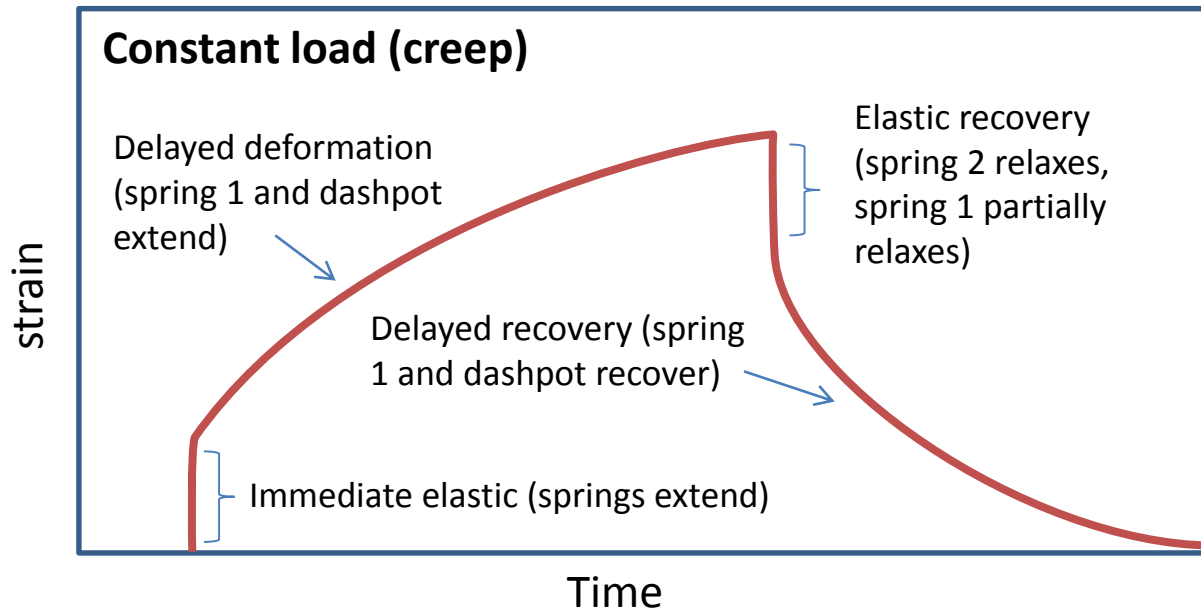 Constant load (creep)
Delayed deformation
(spring 1 and dashpot
extend)
Elastic recovery
(spring 2 relaxes,
spring 1 partially
relaxes)
Delayed recovery (spring
1 and dashpot recover)
Immediate elastic (springs extend)
strain
Time